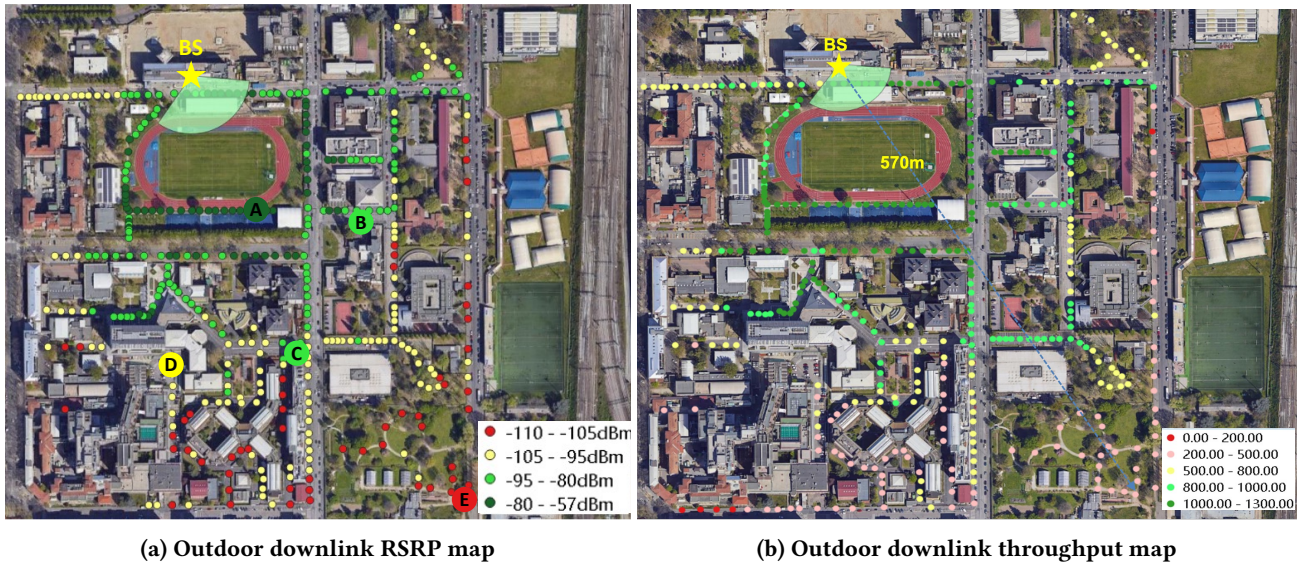 BS
A
B
C
D
E
-110 - -105dBm
-105 - -95dBm
-95 - -80dBm
-80 - -57dBm
(a) Outdoor downlink RSRP map
BS
570m
0.00 - 200.00
200.00 - 500.00
500.00 - 800.00
800.00 - 1000.00
1000.00 - 1300.00
(b) Outdoor downlink throughput map